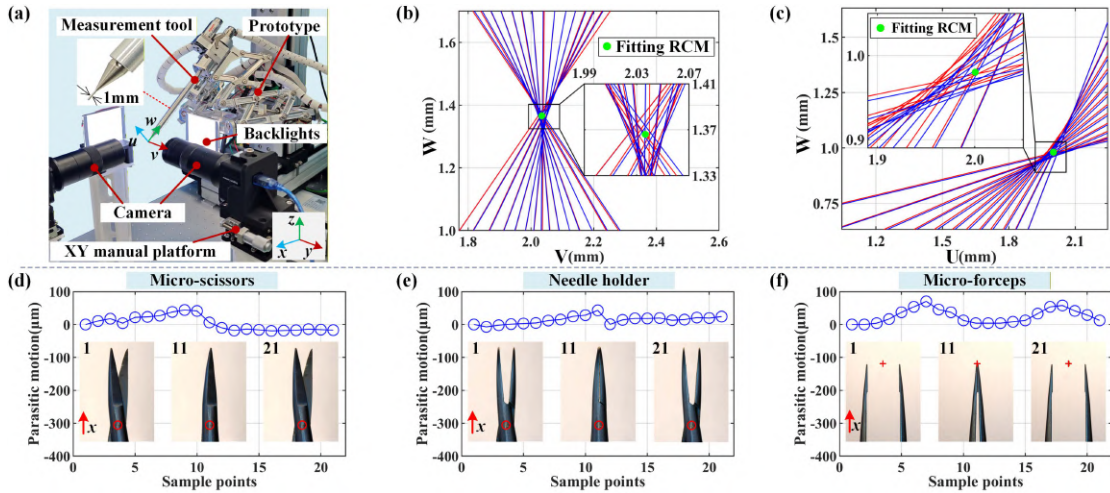 (a)
Measurement tool
Prototype
1mm
w
u
v
Backlights
Camera
XY manual platform
z
x
y
(b)
W (mm)
1.6
1.4
1.2
1.0
1.8
2.0
2.2
2.4
2.6
V(mm)
Fitting RCM
1.99
2.03
2.07
1.41
1.37
1.33
(c)
W (mm)
1.5
1.25
1.0
0.75
1.2
1.5
1.8
2.1
U(mm)
Fitting RCM
1.0
0.9
1.9
2.0
(d)
Micro-scissors
Parasitic motion(μm)
100
0
-100
-200
-300
-400
1
11
21
x
0
5
10
15
20
Sample points
(e)
Needle holder
Parasitic motion(μm)
100
0
-100
-200
-300
-400
1
11
21
x
0
5
10
15
20
Sample points
(f)
Micro-forceps
Parasitic motion(μm)
100
0
-100
-200
-300
-400
1
11
21
x
0
5
10
15
20
Sample points